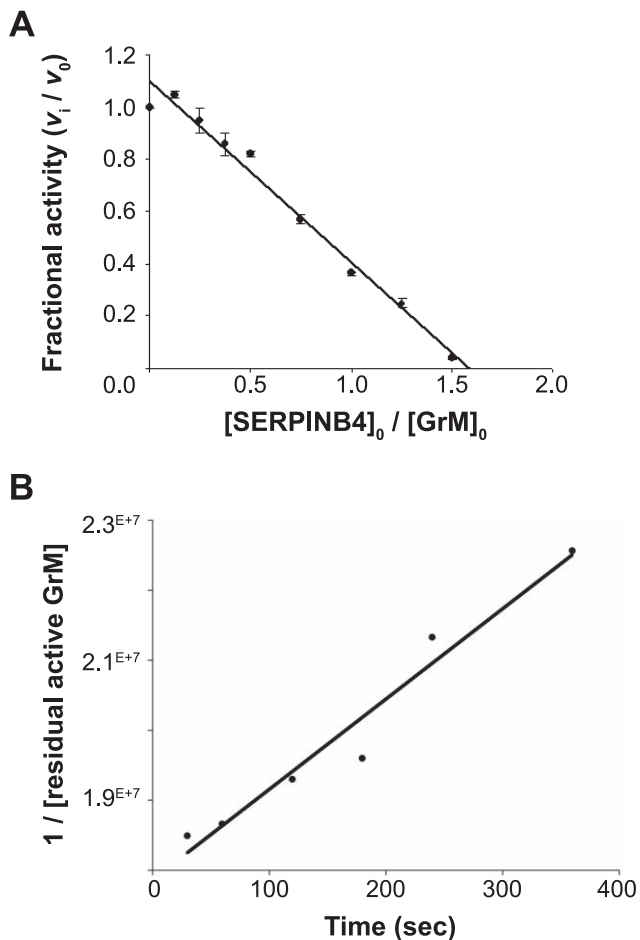 A
Fractional activity (vi / v0)
1.2
1.0
0.8
0.6
0.4
0.2
0.0
0.5
1.0
1.5
2.0
[SERPINB4]0 / [GrM]0
B
1 / [residual active GrM]
2.3E+7
2.1E+7
1.9E+7
0
100
200
300
400
Time (sec)